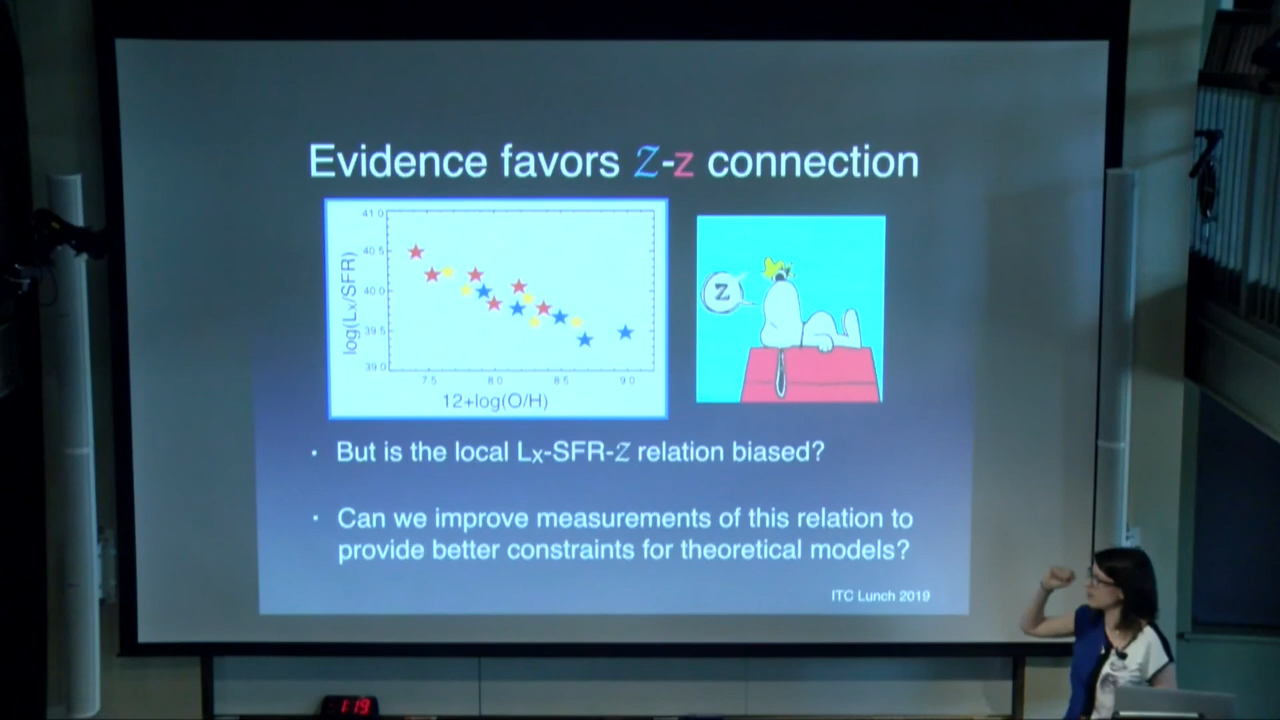 Evidence favors Z-z connection
41.0
40.5
40.0
39.5
39.0
log(Lx/SFR)
7.5 8.0 8.5 9.0
12+log(O/H)
Z
· But is the local Lx-SFR-Z relation biased?
· Can we improve measurements of this relation to
provide better constraints for theoretical models?
ITC Lunch 2019
1:19